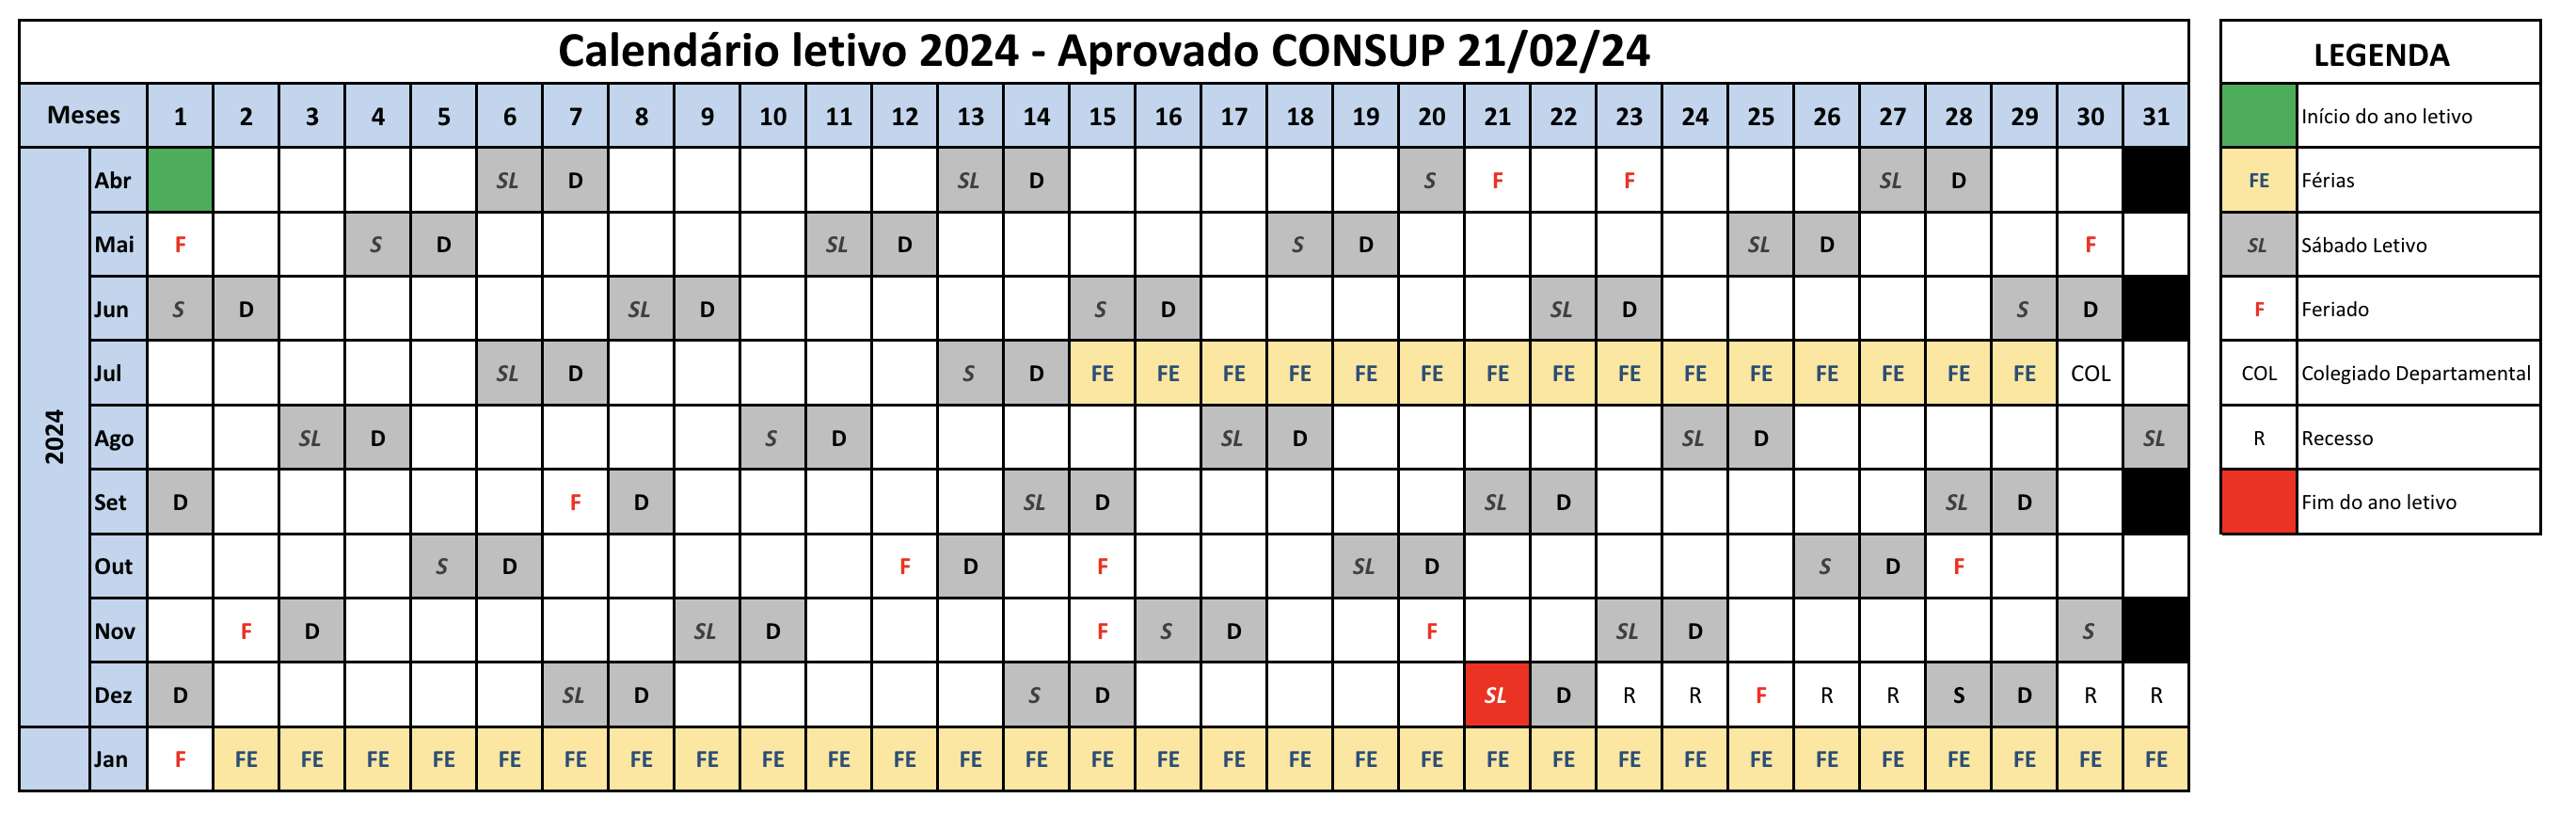 Calendário letivo 2024 - Aprovado CONSUP 21/02/24
Meses 1 2 3 4 5 6 7 8 9 10 11 12 13 14 15 16 17 18 19 20 21 22 23 24 25 26 27 28 29 30 31
2024
Abr SL D SL D S F F SL D
Mai F S D SL D S D SL D F
Jun S D SL D S D SL D S D
Jul SL D S D FE FE FE FE FE FE FE FE FE FE FE FE FE FE FE COL
Ago SL D S D SL D SL D SL
Set D F D SL D SL D SL D
Out S D F D F SL D S D F
Nov F D SL D F S D F SL D S
Dez D SL D S D SL D R R F R R S D R R
Jan F FE FE FE FE FE FE FE FE FE FE FE FE FE FE FE FE FE FE FE FE FE FE FE FE FE FE FE FE FE FE
LEGENDA
Início do ano letivo
FE Férias
SL Sábado Letivo
F Feriado
COL Colegiado Departamental
R Recesso
Fim do ano letivo